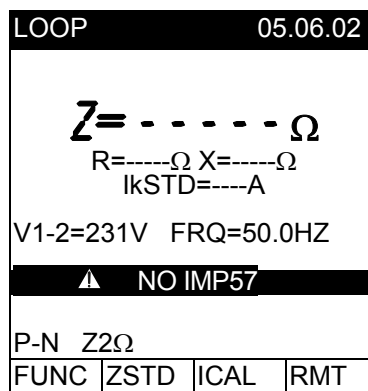 LOOP 05.06.02
Z=-----Ω
R=-----Ω X=-----Ω
IkSTD=----A
V1-2=231V FRQ=50.0HZ
⚠ NO IMP57
P-N Z2Ω
FUNC ZSTD ICAL RMT